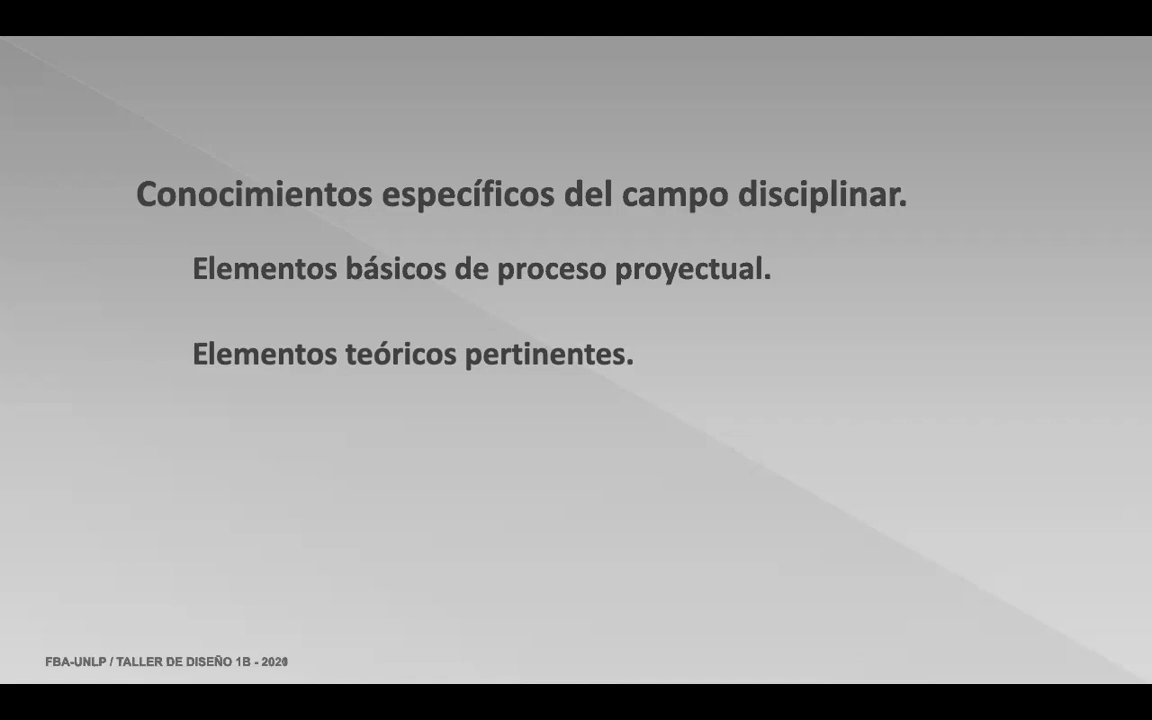 Conocimientos específicos del campo disciplinar.
Elementos básicos de proceso proyectual.
Elementos teóricos pertinentes.
FBA-UNLP / TALLER DE DISEÑO 1B - 2020